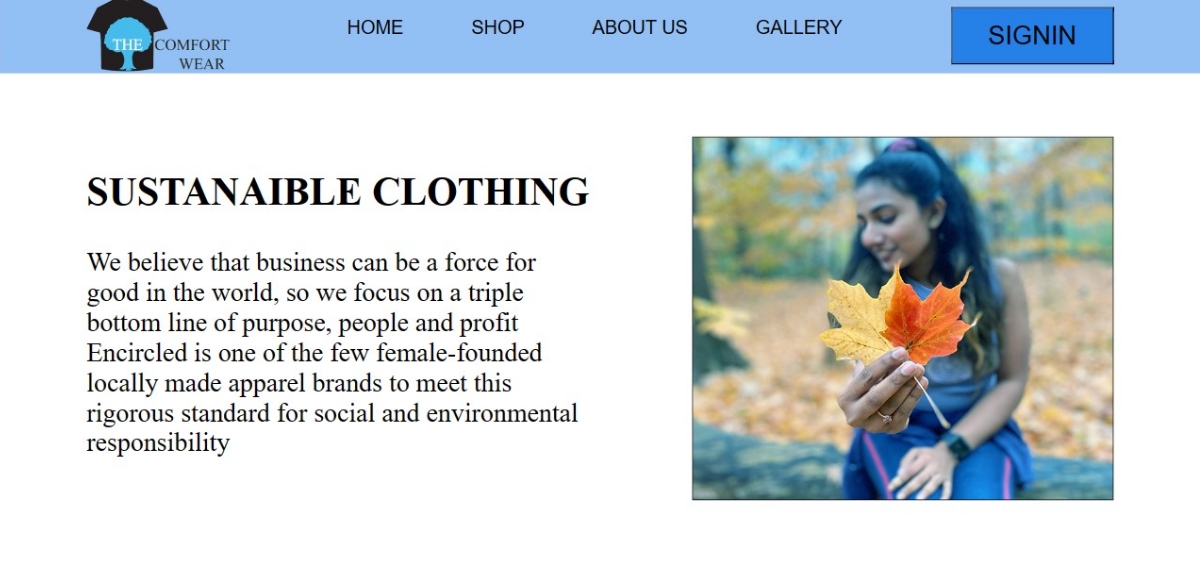 THE COMFORT
WEAR
HOME SHOP ABOUT US GALLERY SIGNIN
SUSTANAIBLE CLOTHING
We believe that business can be a force for
good in the world, so we focus on a triple
bottom line of purpose, people and profit
Encircled is one of the few female-founded
locally made apparel brands to meet this
rigorous standard for social and environmental
responsibility